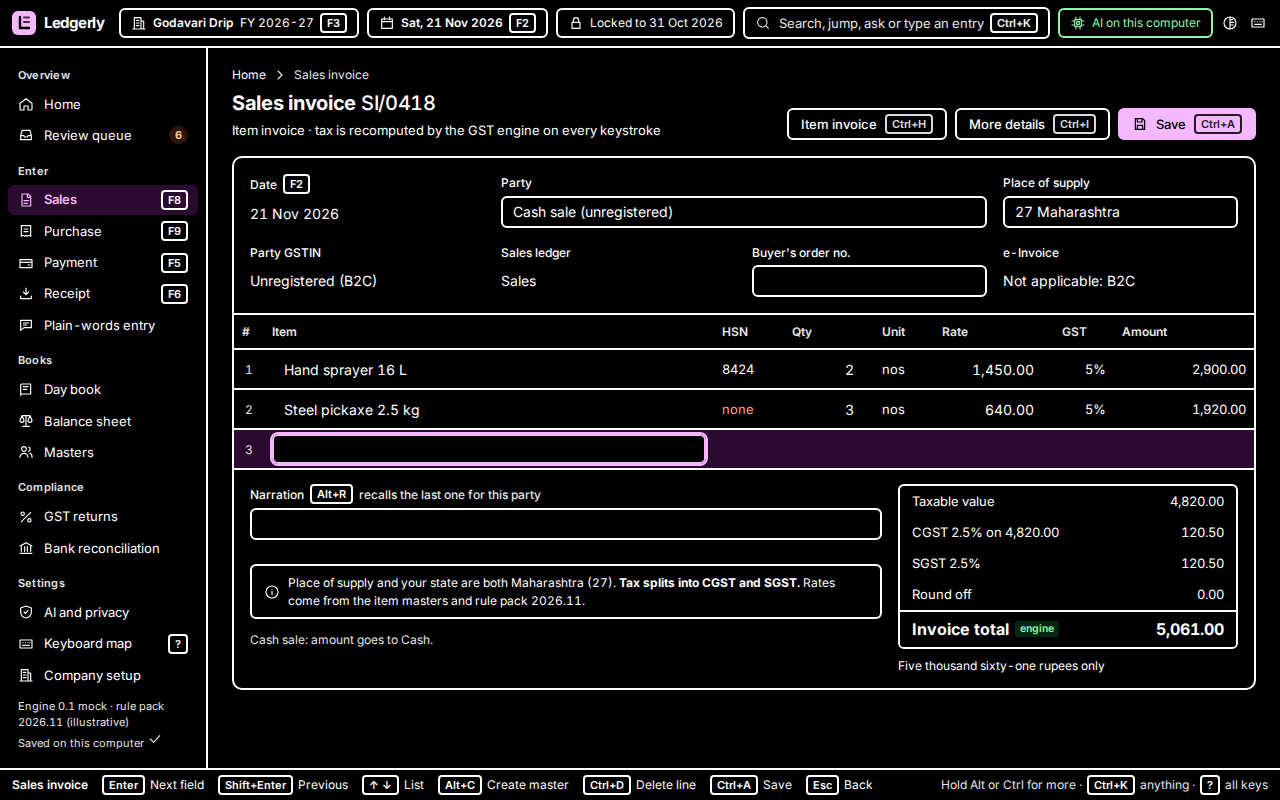 Ledgerly
Godavari Drip FY 2026-27 F3
Sat, 21 Nov 2026 F2
Locked to 31 Oct 2026
Search, jump, ask or type an entry Ctrl+K
AI on this computer
Overview
Home
Review queue 6
Enter
Sales F8
Purchase F9
Payment F5
Receipt F6
Plain-words entry
Books
Day book
Balance sheet
Masters
Compliance
GST returns
Bank reconciliation
Settings
AI and privacy
Keyboard map ?
Company setup
Engine 0.1 mock · rule pack
2026.11 (illustrative)
Saved on this computer
Home > Sales invoice
Sales invoice SI/0418
Item invoice · tax is recomputed by the GST engine on every keystroke
Item invoice Ctrl+H
More details Ctrl+I
Save Ctrl+A
Date F2
21 Nov 2026
Party
Cash sale (unregistered)
Place of supply
27 Maharashtra
Party GSTIN
Unregistered (B2C)
Sales ledger
Sales
Buyer's order no.
e-Invoice
Not applicable: B2C
# Item HSN Qty Unit Rate GST Amount
1 Hand sprayer 16 L 8424 2 nos 1,450.00 5% 2,900.00
2 Steel pickaxe 2.5 kg none 3 nos 640.00 5% 1,920.00
3
Narration Alt+R recalls the last one for this party
Place of supply and your state are both Maharashtra (27). Tax splits into CGST and SGST. Rates
come from the item masters and rule pack 2026.11.
Cash sale: amount goes to Cash.
Taxable value 4,820.00
CGST 2.5% on 4,820.00 120.50
SGST 2.5% 120.50
Round off 0.00
Invoice total engine 5,061.00
Five thousand sixty-one rupees only
Sales invoice Enter Next field Shift+Enter Previous ↑ ↓ List Alt+C Create master Ctrl+D Delete line Ctrl+A Save Esc Back Hold Alt or Ctrl for more · Ctrl+K anything · ? all keys